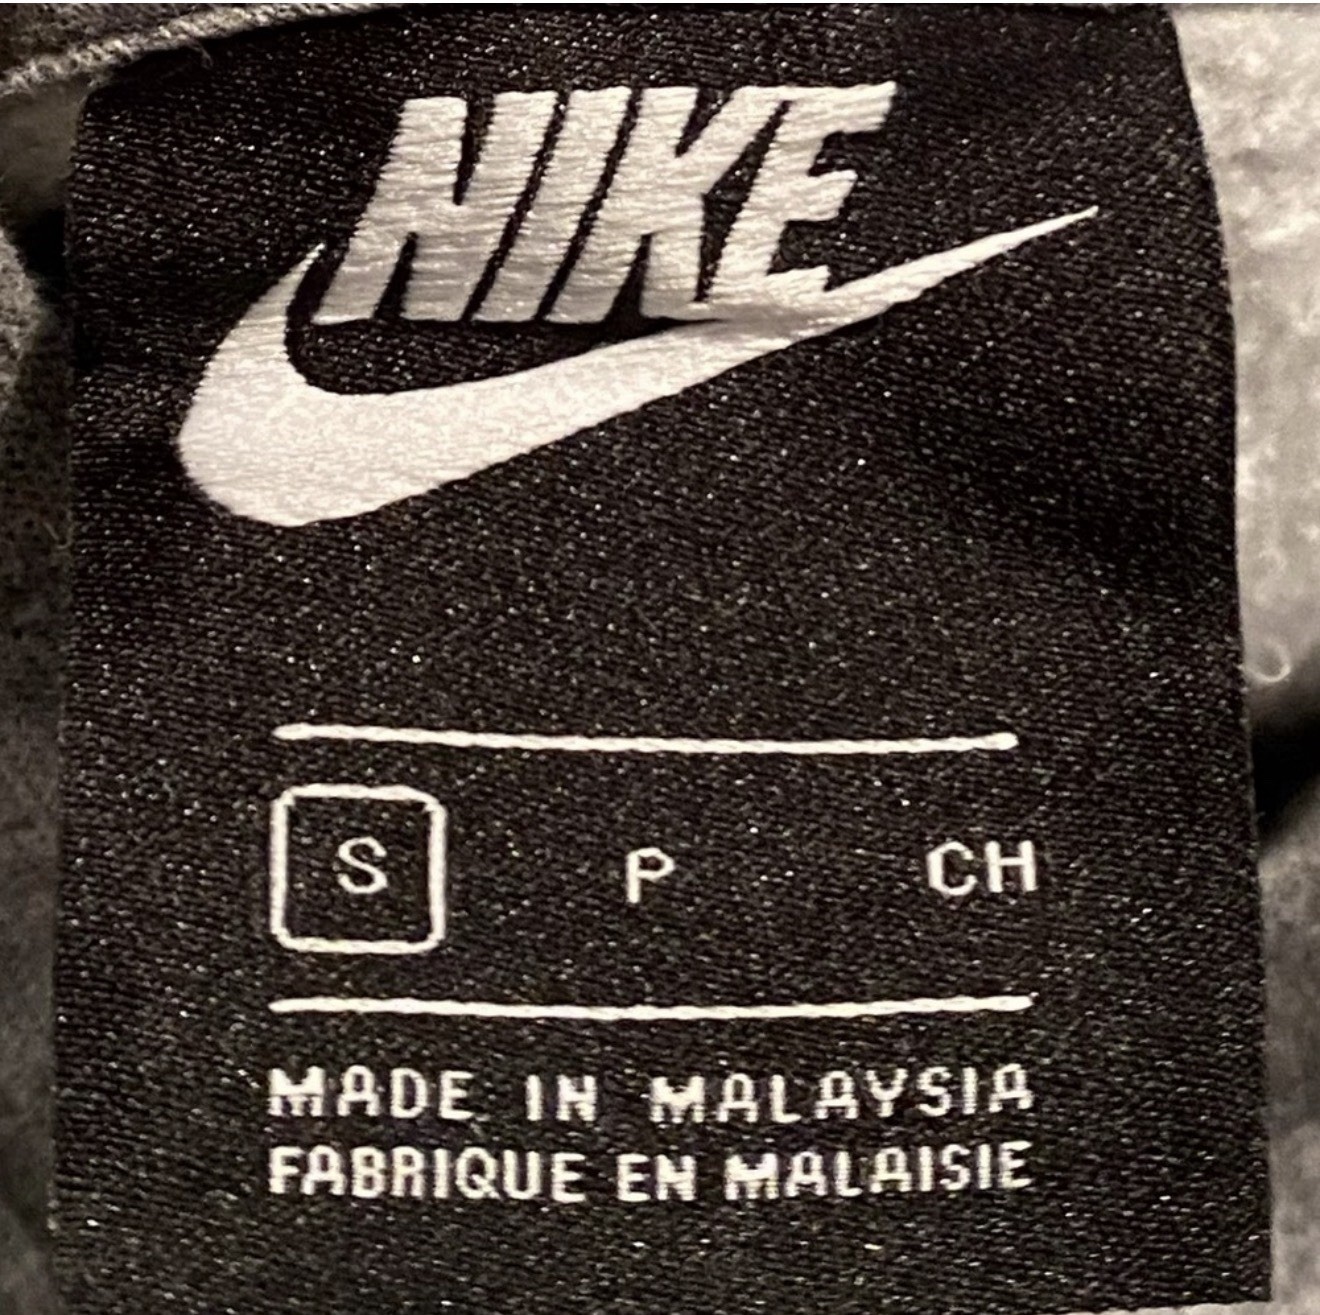 NIKE
S P CH
MADE IN MALAYSIA
FABRIQUE EN MALAISIE